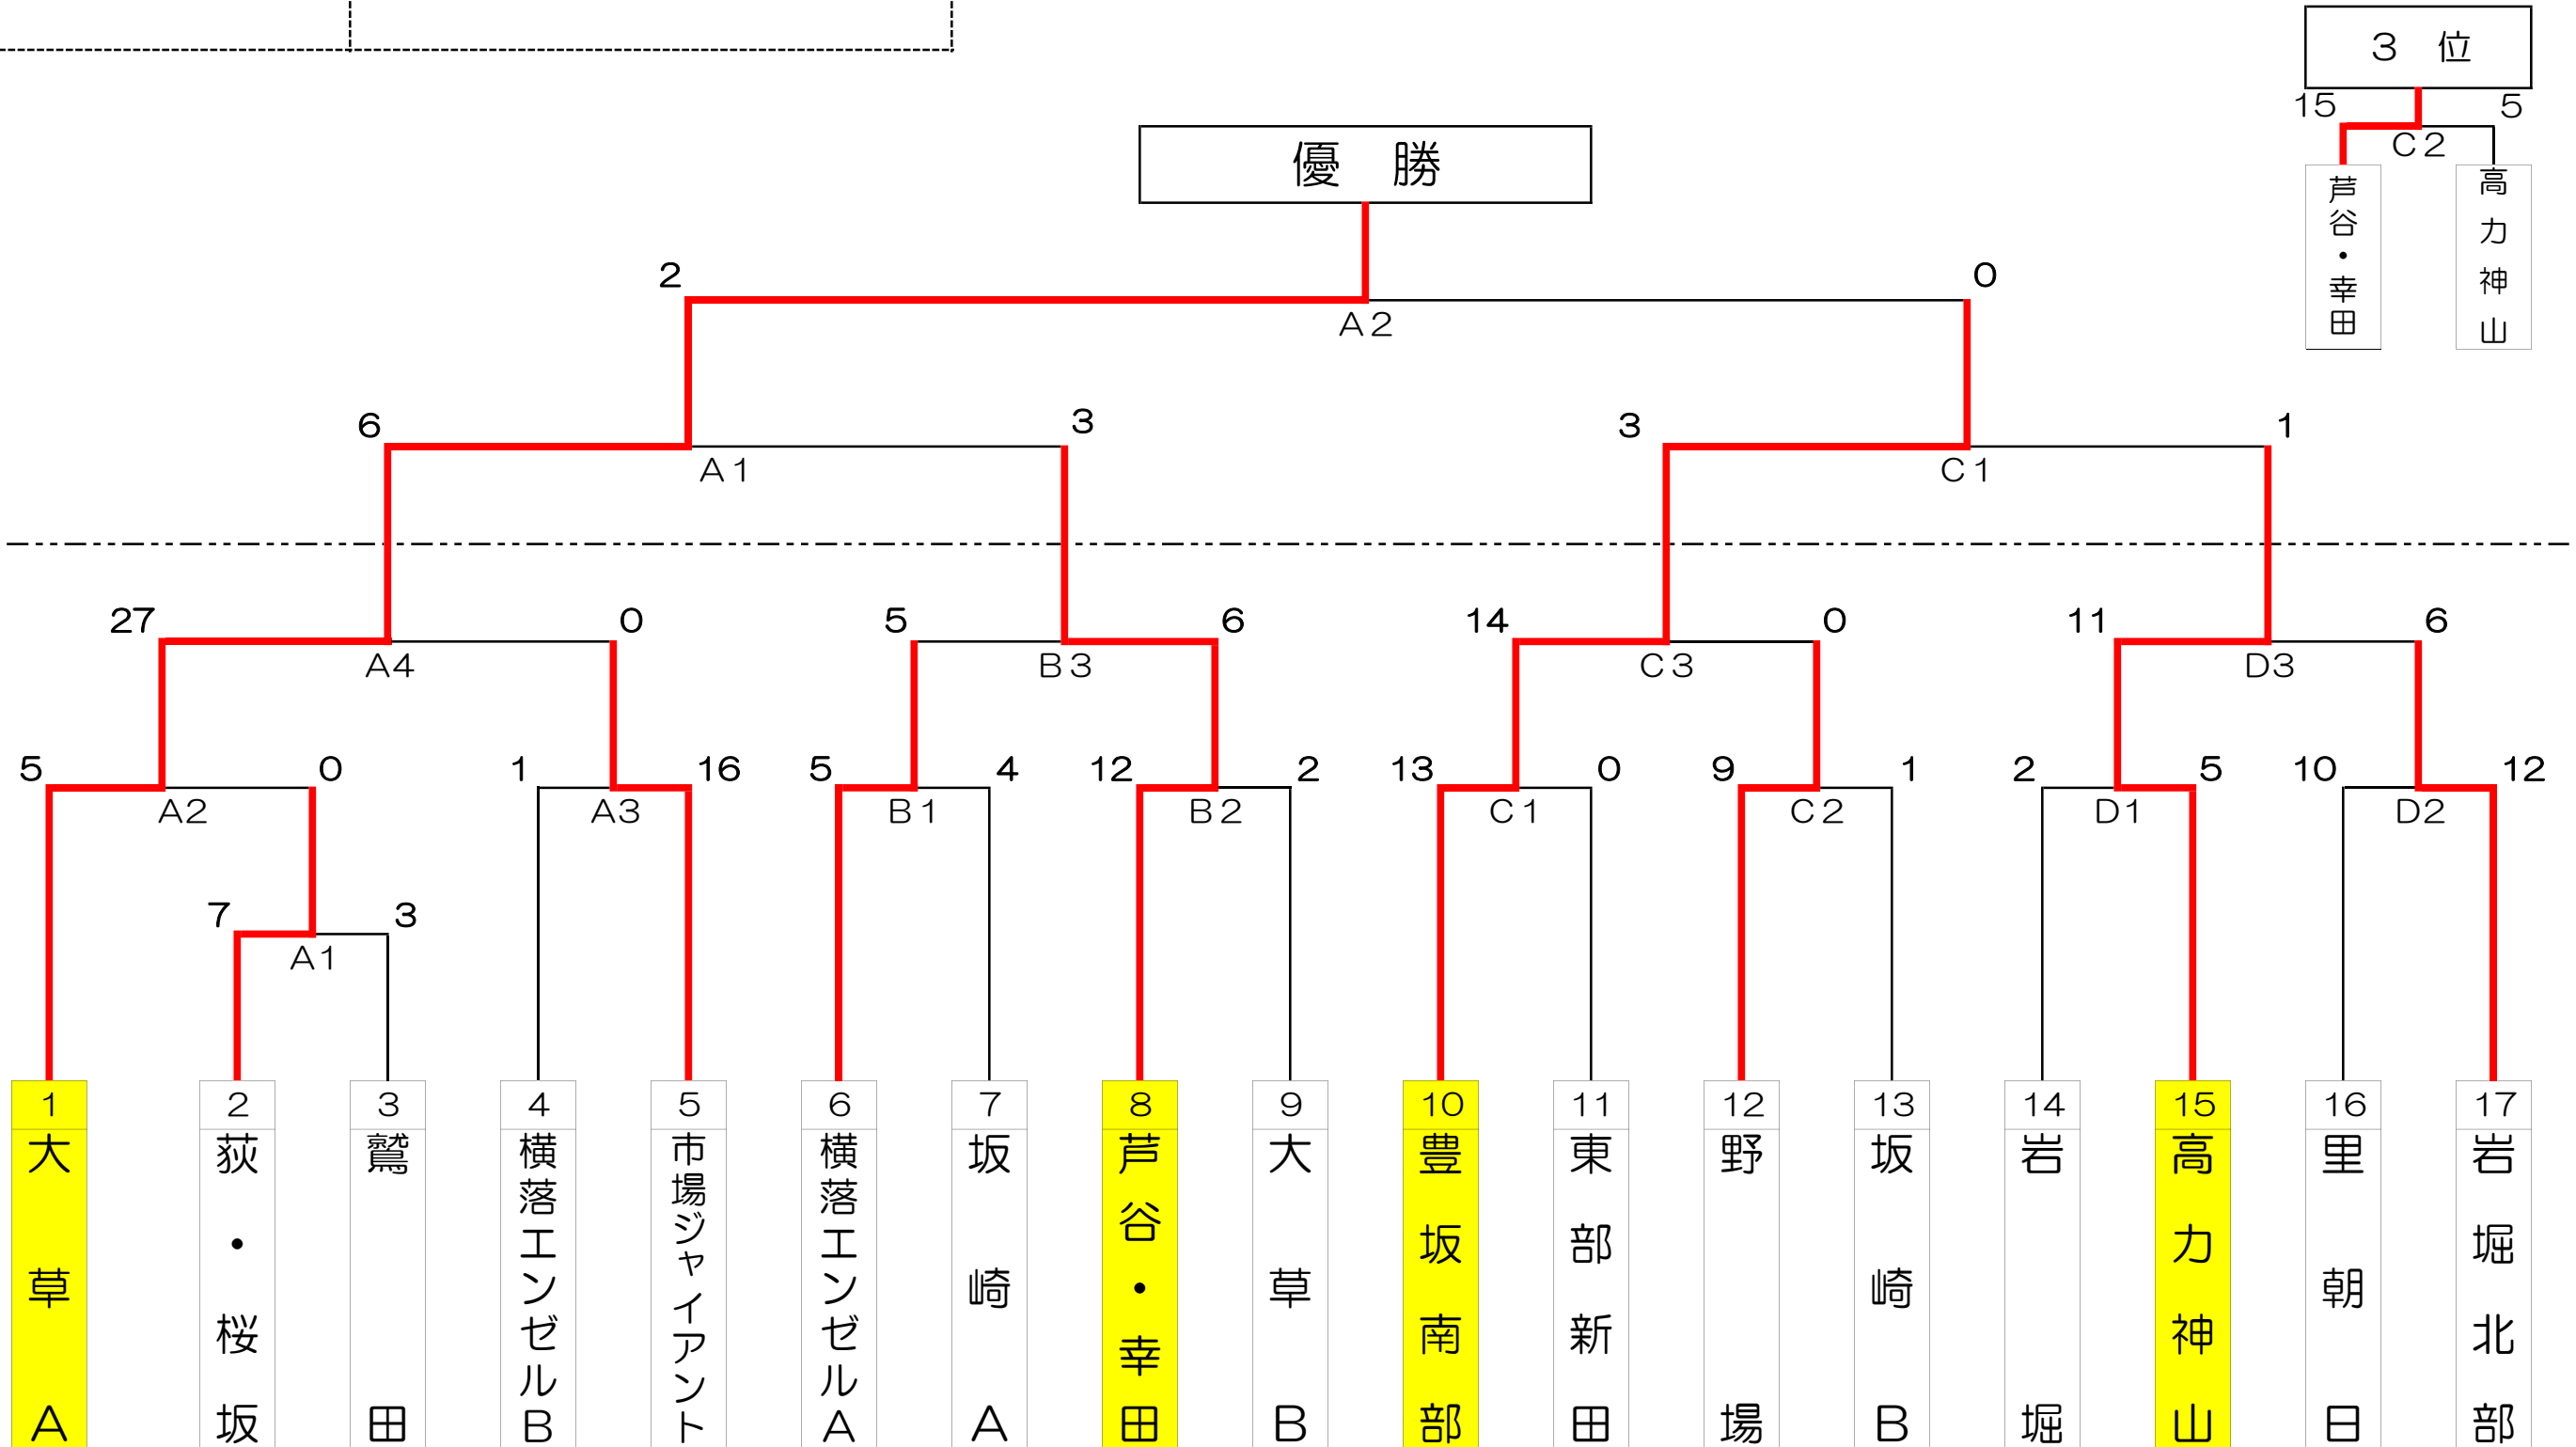 3 位
15 5
C2
芦谷・幸田
高力神山
優 勝
2 0
A2
6 3 3 1
A1 C1
27 0 5 6 14 0 11 6
A4 B3 C3 D3
5 0 1 16 5 4 12 2 13 0 9 1 2 5 10 12
A2 A3 B1 B2 C1 C2 D1 D2
7 3
A1
1 2 3 4 5 6 7 8 9 10 11 12 13 14 15 16 17
大草A
荻・桜坂
鷲田
横落エンゼルB
市場ジャイアント
横落エンゼルA
坂崎A
芦谷・幸田
大草B
豊坂南部
東部新田
野場
坂崎B
岩堀
高力神山
里朝日
岩堀北部